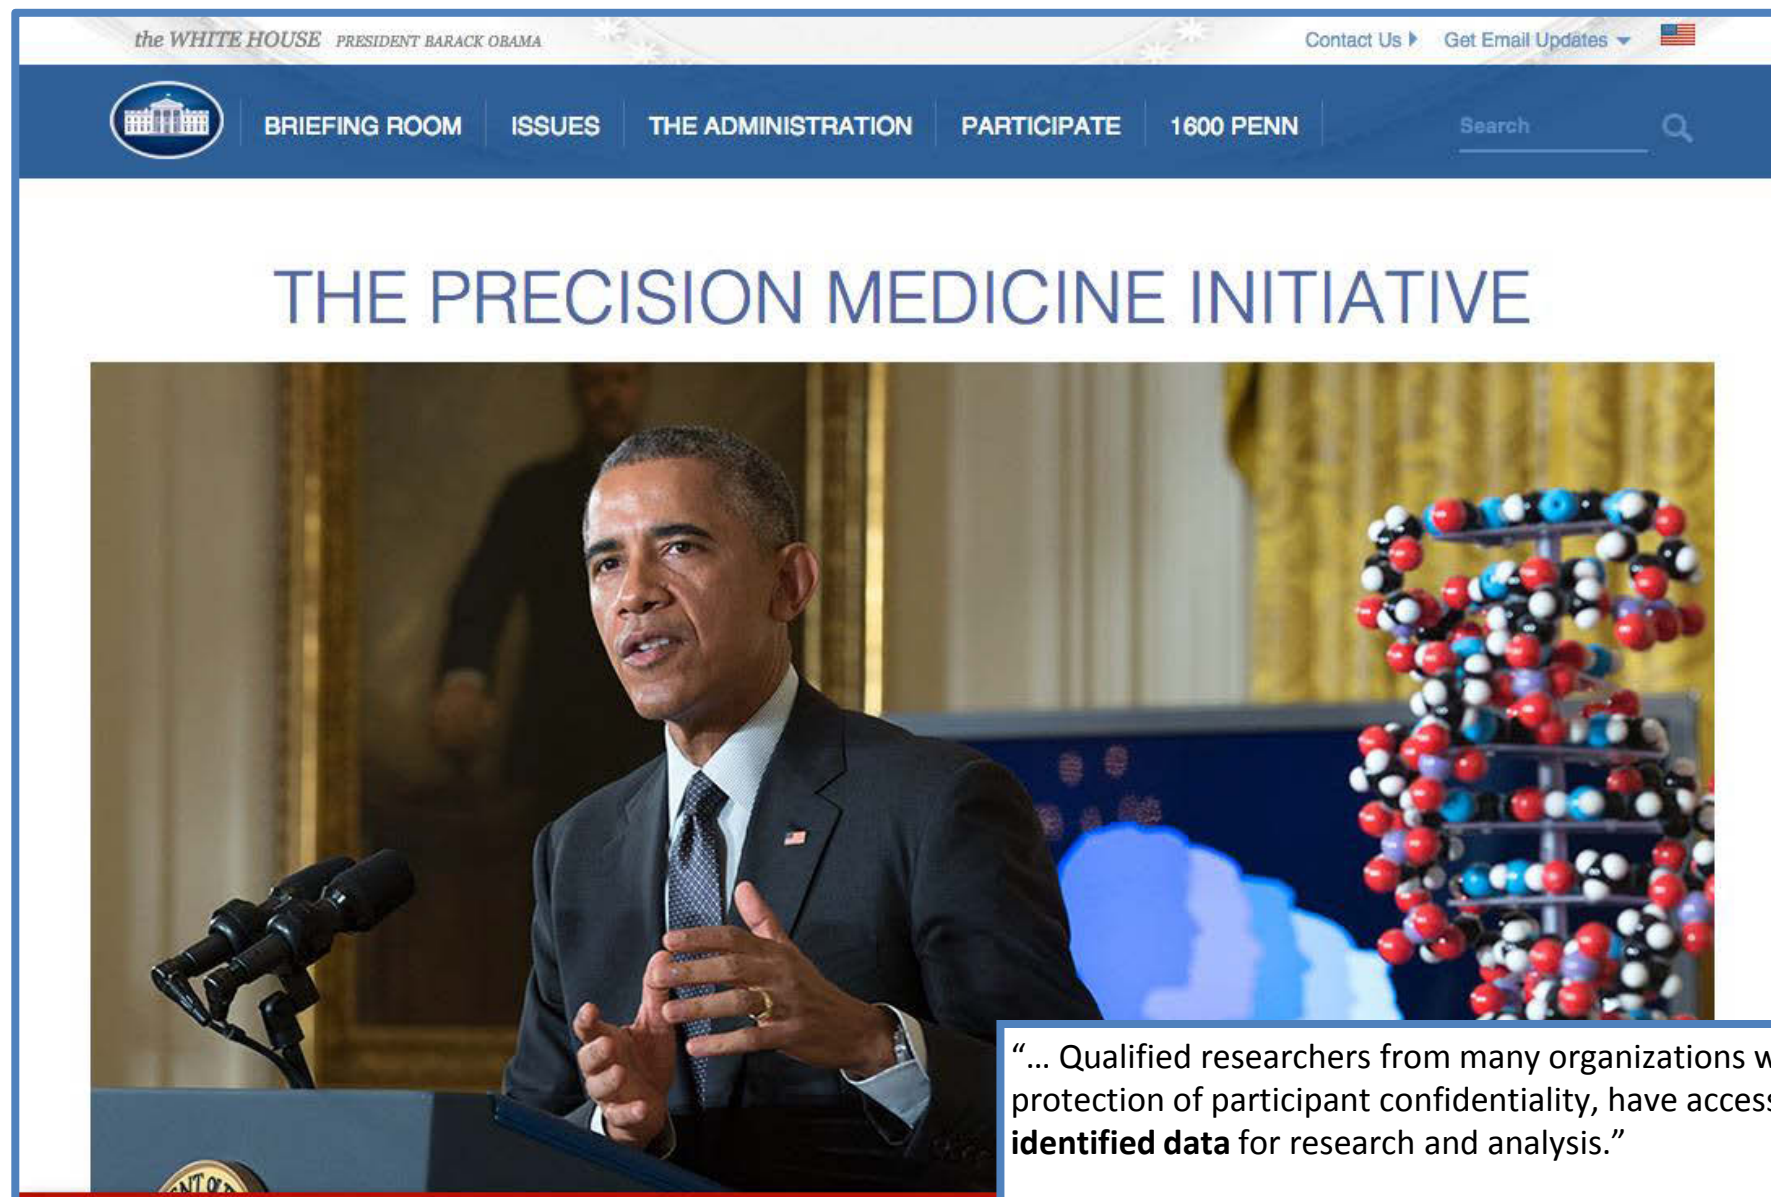 the WHITE HOUSE PRESIDENT BARACK OBAMA
Contact Us Get Email Updates
BRIEFING ROOM ISSUES THE ADMINISTRATION PARTICIPATE 1600 PENN Search
THE PRECISION MEDICINE INITIATIVE
“… Qualified researchers from many organizations
protection of participant confidentiality, have access
identified data for research and analysis.”